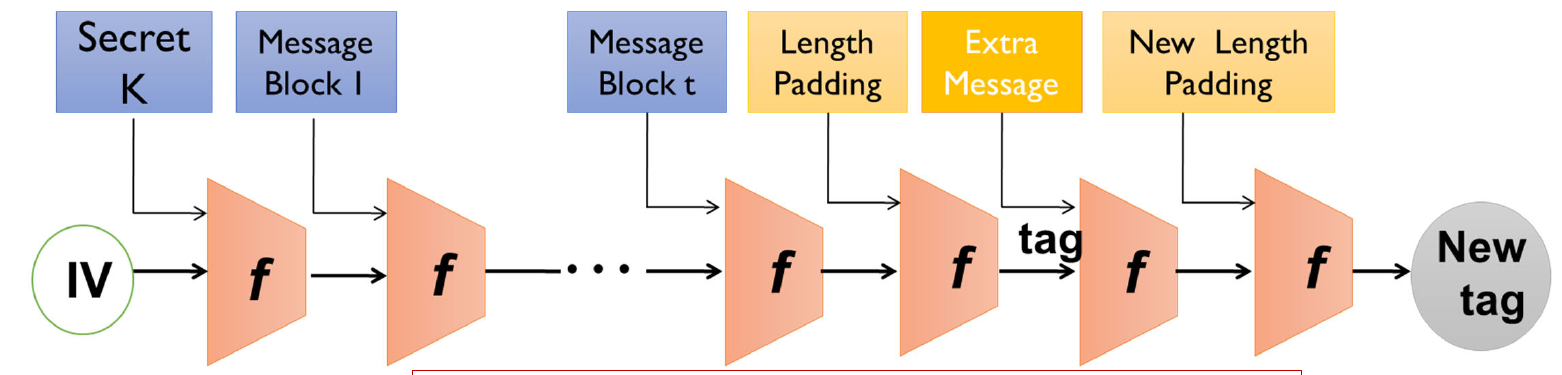 Secret
K
Message
Block 1
Message
Block t
Length
Padding
Extra
Message
New Length
Padding
IV
f
f
• • •
f
f
tag
f
f
New
tag